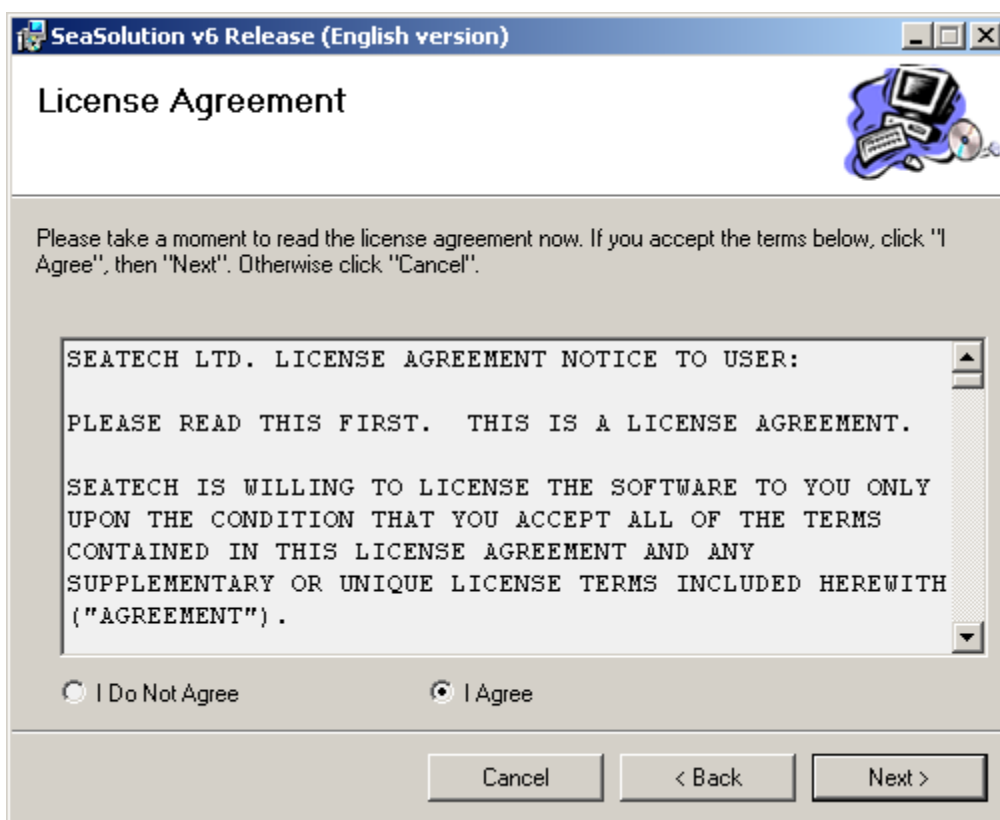 SeaSolution v6 Release (English version)
License Agreement
Please take a moment to read the license agreement now. If you accept the terms below, click "I
Agree", then "Next". Otherwise click "Cancel".
SEATECH LTD. LICENSE AGREEMENT NOTICE TO USER:
PLEASE READ THIS FIRST.  THIS IS A LICENSE AGREEMENT.
SEATECH IS WILLING TO LICENSE THE SOFTWARE TO YOU ONLY
UPON THE CONDITION THAT YOU ACCEPT ALL OF THE TERMS
CONTAINED IN THIS LICENSE AGREEMENT AND ANY
SUPPLEMENTARY OR UNIQUE LICENSE TERMS INCLUDED HEREWITH
("AGREEMENT").
I Do Not Agree
I Agree
Cancel
< Back
Next >